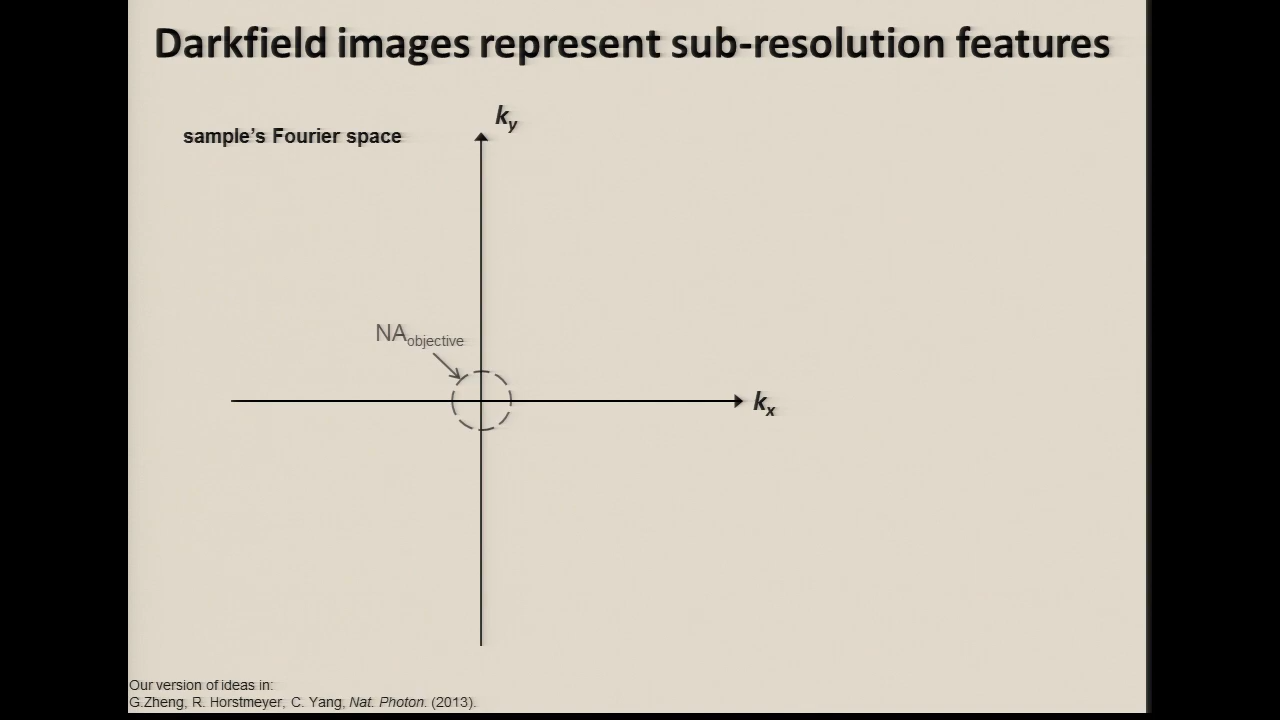 Darkfield images represent sub-resolution features
sample's Fourier space
ky
NAobjective
kx
Our version of ideas in:
G.Zheng, R. Horstmeyer, C. Yang, Nat. Photon. (2013).